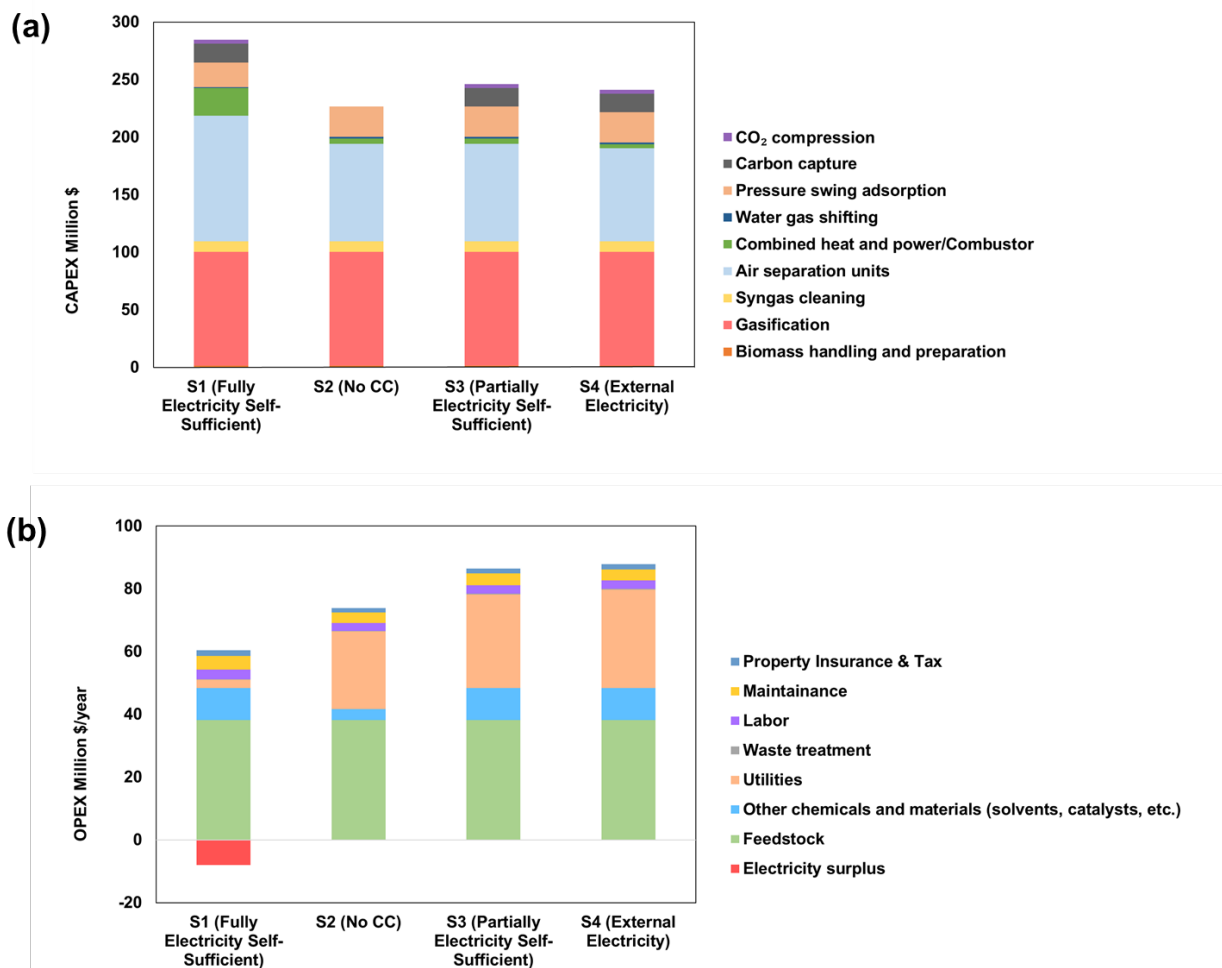 (a)
300
250
200
150
100
50
0
CAPEX Million $
S1 (Fully
Electricity Self-
Sufficient)
S2 (No CC)
S3 (Partially
Electricity Self-
Sufficient)
S4 (External
Electricity)
CO₂ compression
Carbon capture
Pressure swing adsorption
Water gas shifting
Combined heat and power/Combustor
Air separation units
Syngas cleaning
Gasification
Biomass handling and preparation
(b)
100
80
60
40
20
0
-20
OPEX Million $/year
S1 (Fully
Electricity Self-
Sufficient)
S2 (No CC)
S3 (Partially
Electricity Self-
Sufficient)
S4 (External
Electricity)
Property Insurance & Tax
Maintainance
Labor
Waste treatment
Utilities
Other chemicals and materials (solvents, catalysts, etc.)
Feedstock
Electricity surplus